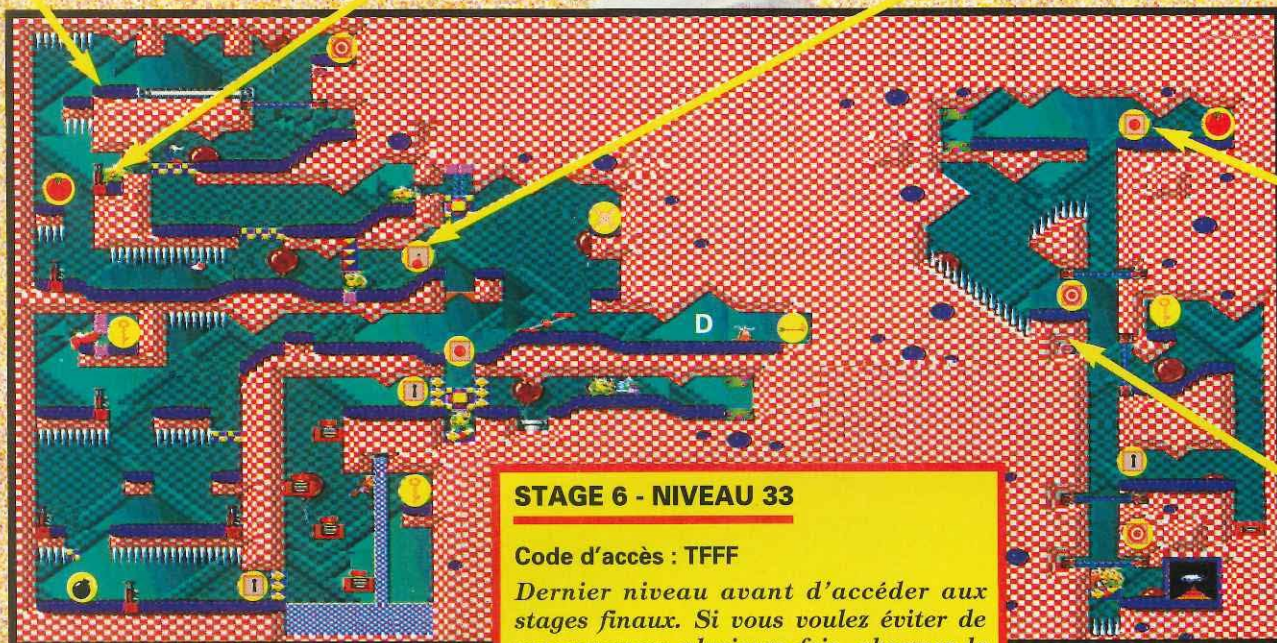 D
STAGE 6 - NIVEAU 33
Code d'accès : TFFF
Dernier niveau avant d'accéder aux
stages finaux. Si vous voulez éviter de